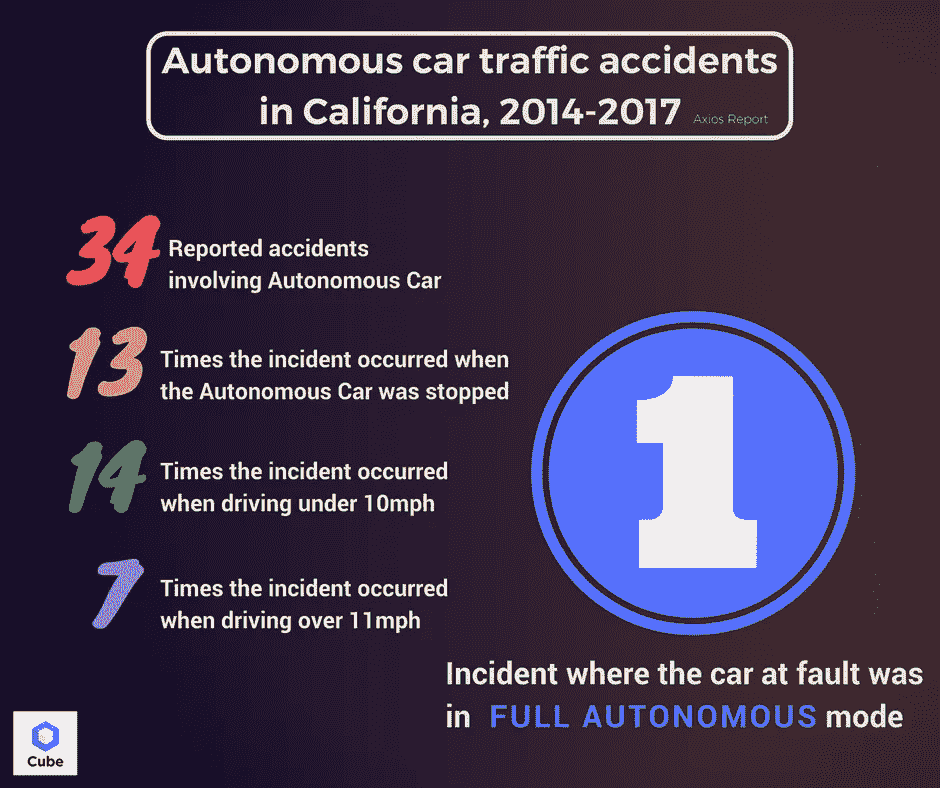 Autonomous car traffic accidents
in California, 2014-2017 Axios Report
34 Reported accidents
involving Autonomous Car
13 Times the incident occurred when
the Autonomous Car was stopped
14 Times the incident occurred
when driving under 10mph
7 Times the incident occurred
when driving over 11mph
1
Incident where the car at fault was
in FULL AUTONOMOUS mode
Cube